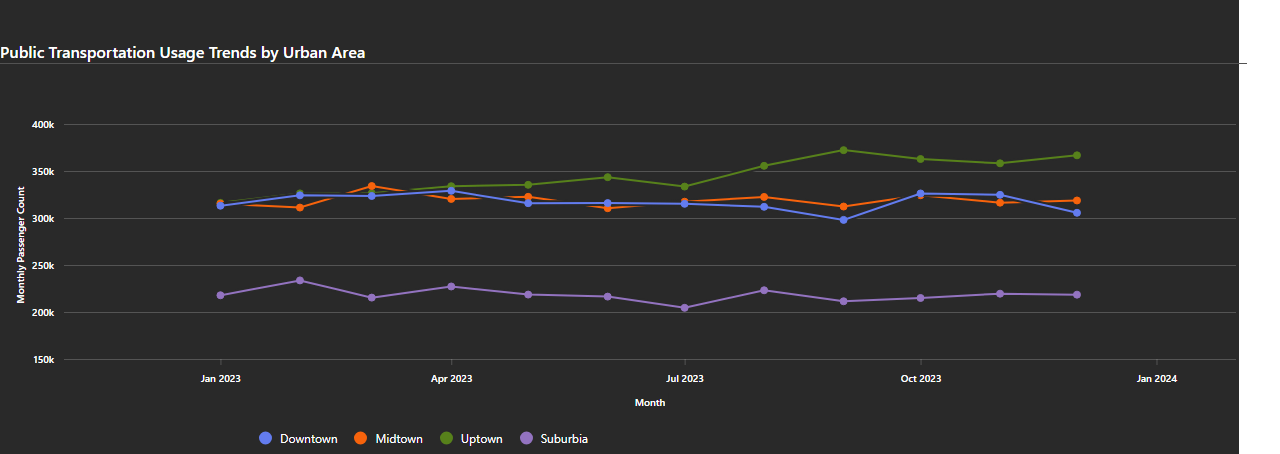 Public Transportation Usage Trends by Urban Area
400k
350k
300k
250k
200k
150k
Monthly Passenger Count
Jan 2023 Apr 2023 Jul 2023 Oct 2023 Jan 2024
Month
Downtown Midtown Uptown Suburbia